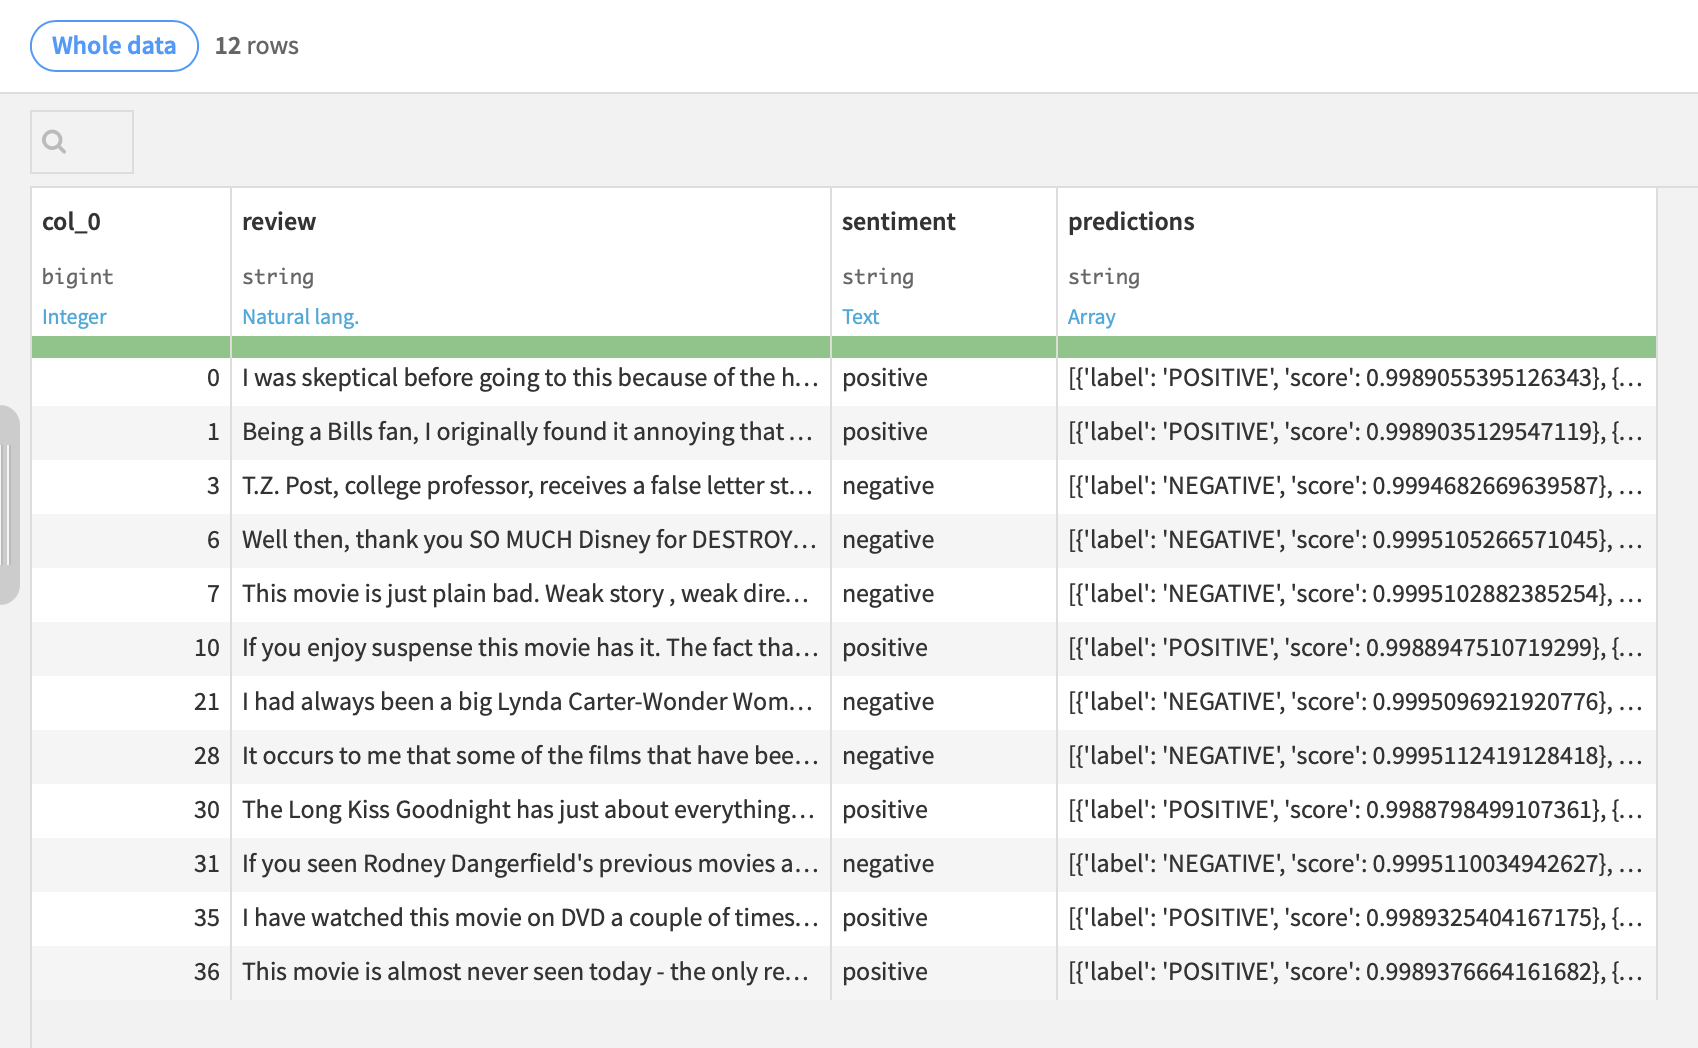 Whole data 12 rows
col_0 review sentiment predictions
bigint string string string
Integer Natural lang. Text Array
0 I was skeptical before going to this because of the h… positive [{'label': 'POSITIVE', 'score': 0.9989055395126343}, {…
1 Being a Bills fan, I originally found it annoying that … positive [{'label': 'POSITIVE', 'score': 0.9989035129547119}, {…
3 T.Z. Post, college professor, receives a false letter st… negative [{'label': 'NEGATIVE', 'score': 0.9994682669639587}, …
6 Well then, thank you SO MUCH Disney for DESTROY… negative [{'label': 'NEGATIVE', 'score': 0.9995105266571045}, …
7 This movie is just plain bad. Weak story , weak dire… negative [{'label': 'NEGATIVE', 'score': 0.9995102882385254}, …
10 If you enjoy suspense this movie has it. The fact tha… positive [{'label': 'POSITIVE', 'score': 0.9988947510719299}, {…
21 I had always been a big Lynda Carter-Wonder Wom… negative [{'label': 'NEGATIVE', 'score': 0.9995096921920776}, …
28 It occurs to me that some of the films that have bee… negative [{'label': 'NEGATIVE', 'score': 0.9995112419128418}, …
30 The Long Kiss Goodnight has just about everything… positive [{'label': 'POSITIVE', 'score': 0.9988798499107361}, {…
31 If you seen Rodney Dangerfield's previous movies a… negative [{'label': 'NEGATIVE', 'score': 0.9995110034942627}, …
35 I have watched this movie on DVD a couple of times… positive [{'label': 'POSITIVE', 'score': 0.9989325404167175}, {…
36 This movie is almost never seen today - the only re… positive [{'label': 'POSITIVE', 'score': 0.9989376664161682}, {…